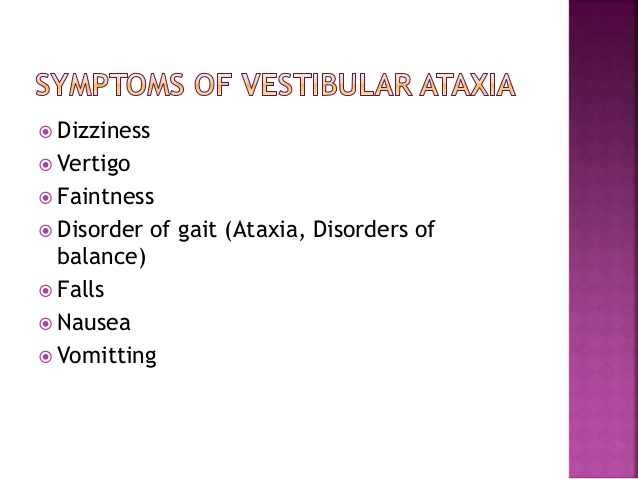 SYMPTOMS OF VESTIBULAR ATAXIA
Dizziness
Vertigo
Faintness
Disorder of gait (Ataxia, Disorders of
balance)
Falls
Nausea
Vomitting